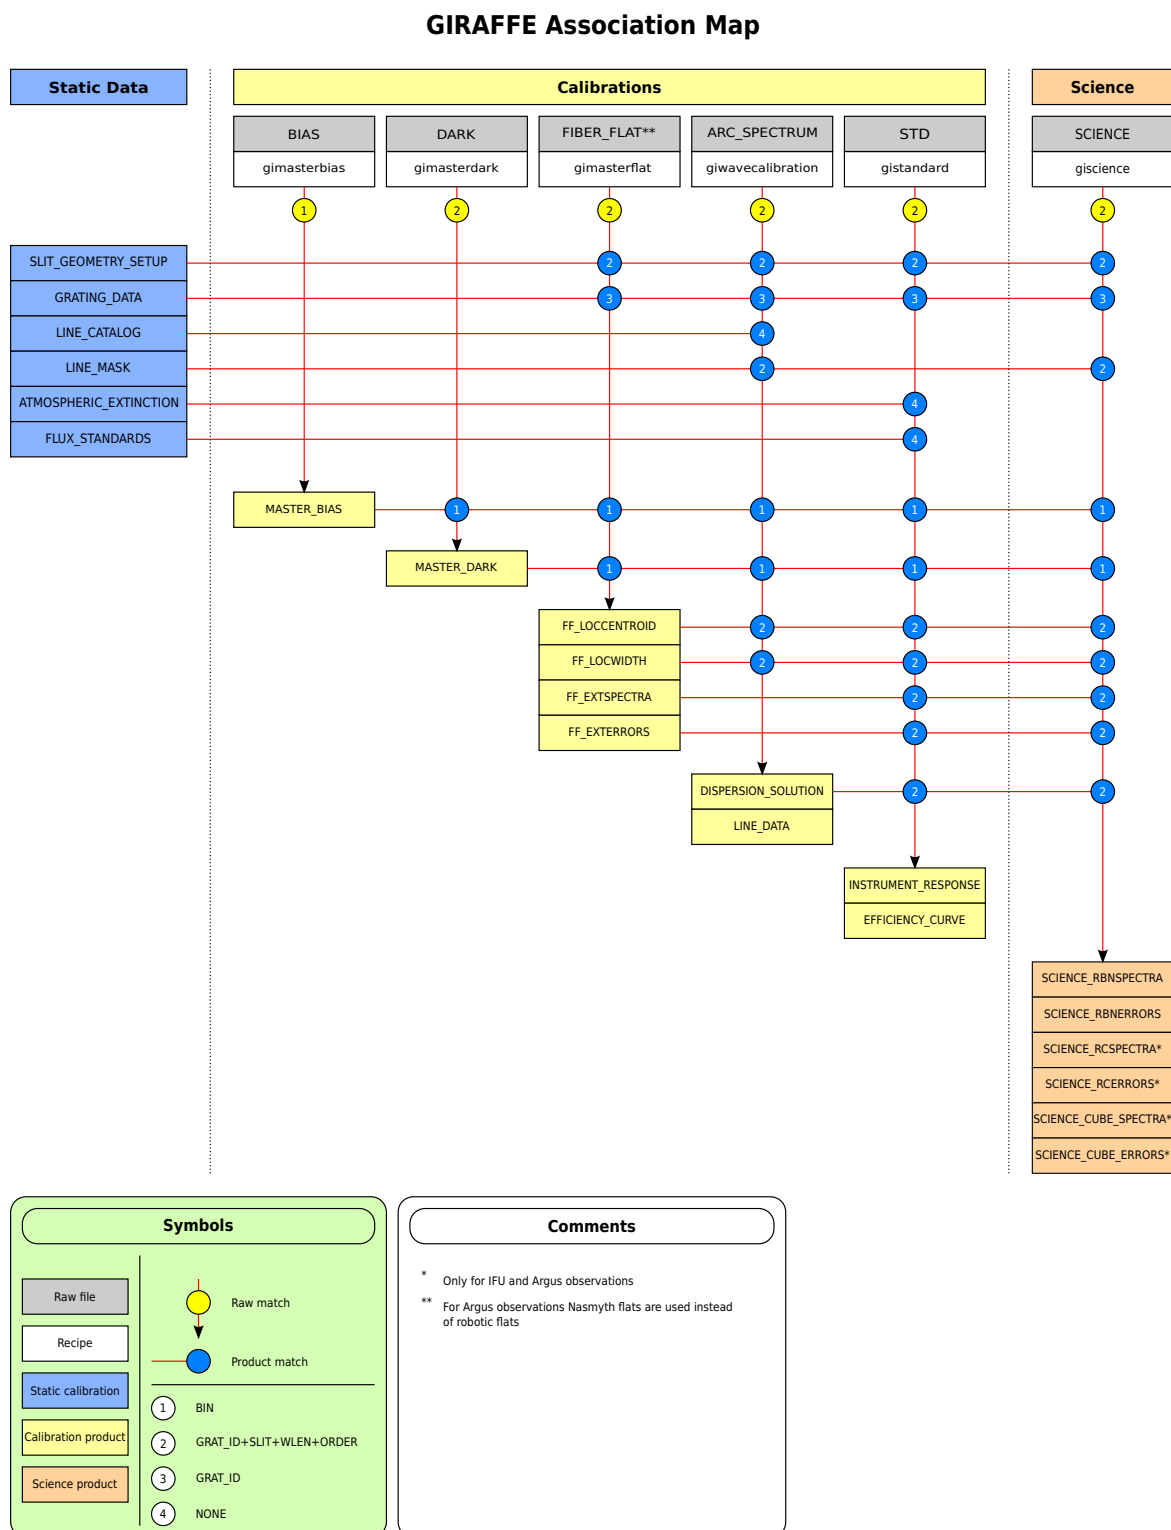 GIRAFFE Association Map
Static Data
Calibrations
Science
BIAS
DARK
FIBER_FLAT**
ARC_SPECTRUM
STD
SCIENCE
gimasterbias
gimasterdark
gimasterflat
giwavecalibration
gistandard
giscience
1
2
2
2
2
2
SLIT_GEOMETRY_SETUP
2
2
2
2
GRATING_DATA
3
3
3
3
LINE_CATALOG
4
LINE_MASK
2
2
ATMOSPHERIC_EXTINCTION
4
FLUX_STANDARDS
4
MASTER_BIAS
1
1
1
1
1
MASTER_DARK
1
1
1
1
FF_LOCCENTROID
2
2
2
FF_LOCWIDTH
2
2
2
FF_EXTSPECTRA
2
2
FF_EXTERRORS
2
2
DISPERSION_SOLUTION
2
2
LINE_DATA
INSTRUMENT_RESPONSE
EFFICIENCY_CURVE
SCIENCE_RBNSPECTRA
SCIENCE_RBNERRORS
SCIENCE_RCSPECTRA*
SCIENCE_RCERRORS*
SCIENCE_CUBE_SPECTRA*
SCIENCE_CUBE_ERRORS*
Symbols
Raw file
Recipe
Static calibration
Calibration product
Science product
Raw match
Product match
1 BIN
2 GRAT_ID+SLIT+WLEN+ORDER
3 GRAT_ID
4 NONE
Comments
* Only for IFU and Argus observations
** For Argus observations Nasmyth flats are used instead
of robotic flats